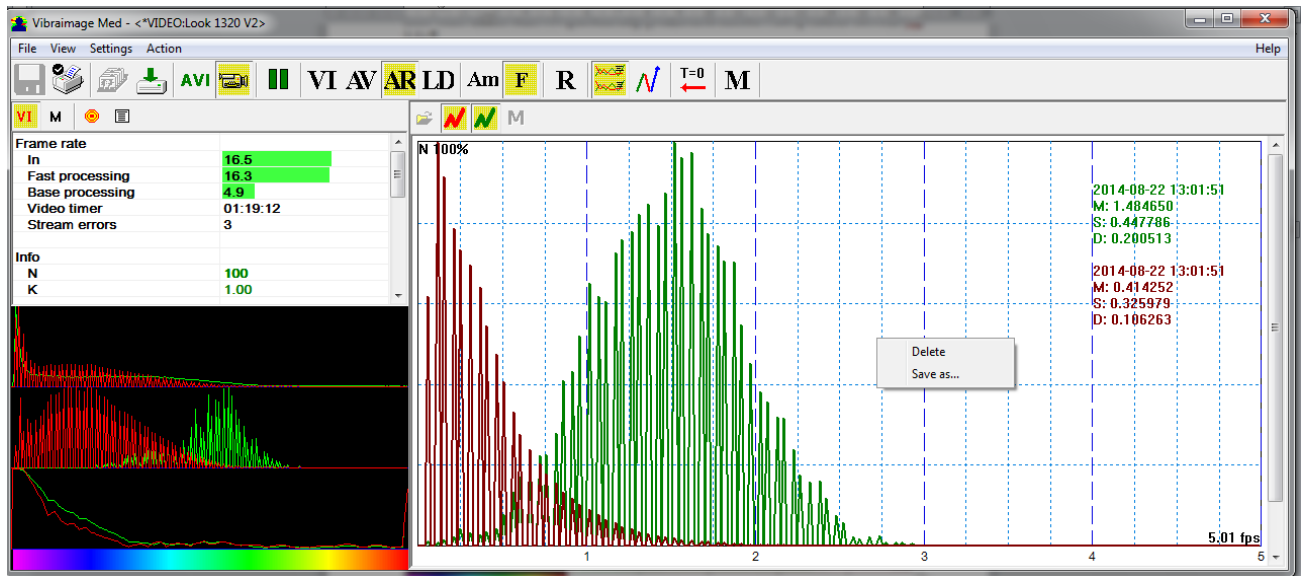 Vibraimage Med - <*VIDEO:Look 1320 V2>
File View Settings Action Help
AVI VI AV AR LD Am F R T=0 M
VI M M
Frame rate
In 16.5
Fast processing 16.3
Base processing 4.9
Video timer 01:19:12
Stream errors 3
Info
N 100
K 1.00
N 100%
2014-08-22 13:01:51
M: 1.484650
S: 0.447786
D: 0.200513
2014-08-22 13:01:51
M: 0.414252
S: 0.325979
D: 0.106263
Delete
Save as...
5.01 fps
1 2 3 4 5